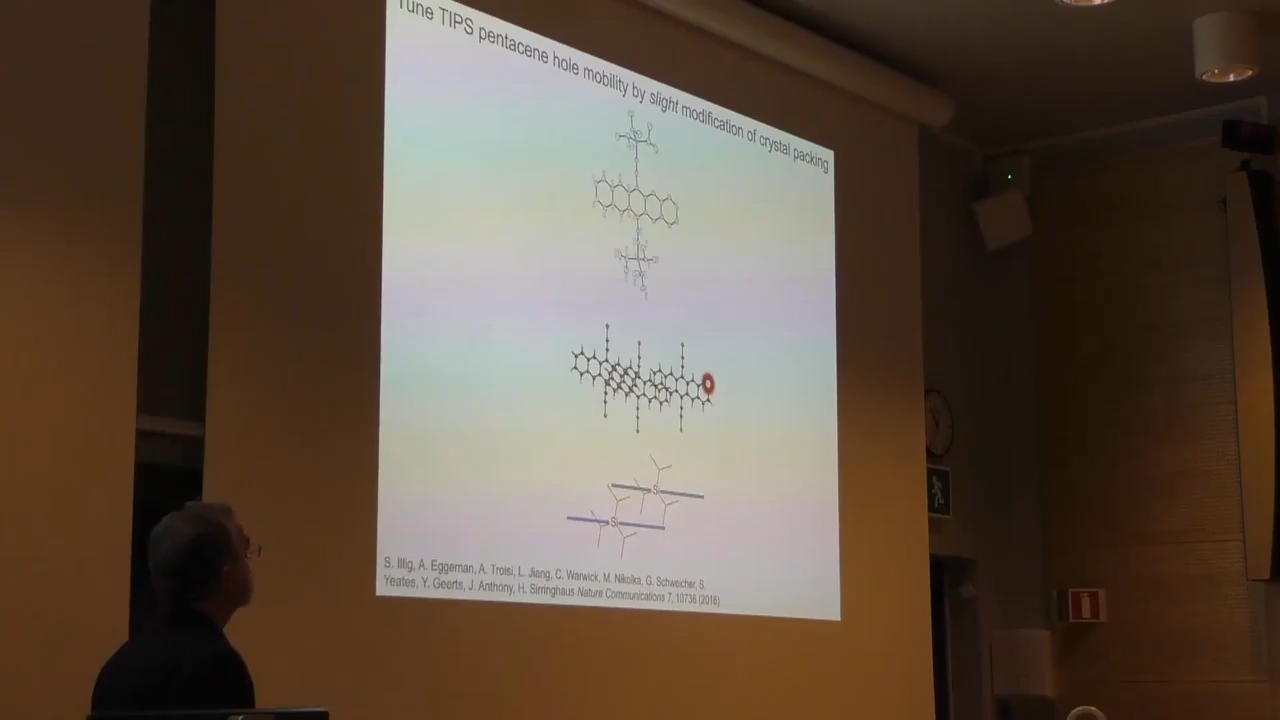 Tune TIPS pentacene hole mobility by slight modification of crystal packing
Si
Si
S. Illig, A. Eggeman, A. Troisi, L. Jiang, C. Warwick, M. Nikolka, G. Schweicher, S.
Yeates, Y. Geerts, J. Anthony, H. Sirringhaus Nature Communications 7, 10736 (2016)